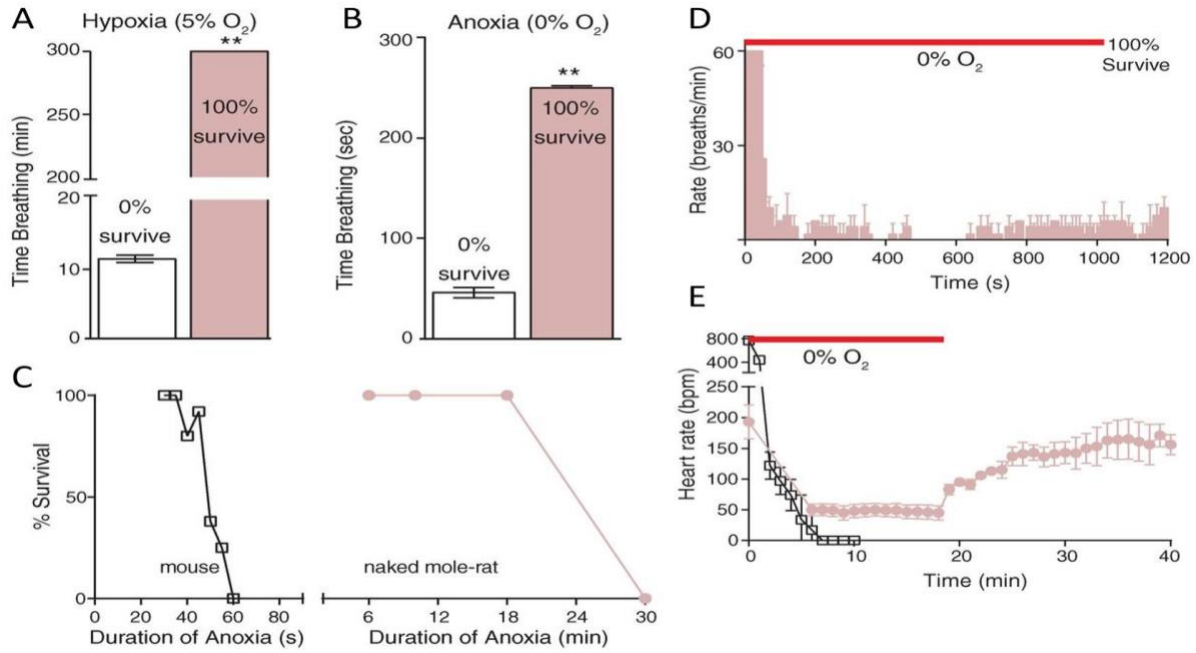 A
Hypoxia (5% O2)
**
Time Breathing (min)
300
250
200
20
10
0
0%
survive
100%
survive
B
Anoxia (0% O2)
**
Time Breathing (sec)
300
200
100
0
0%
survive
100%
survive
C
% Survival
100
50
0
mouse
naked mole-rat
0 20 40 60 80
6 12 18 24 30
Duration of Anoxia (s)
Duration of Anoxia (min)
D
0% O2
100%
Survive
Rate (breaths/min)
60
30
0 200 400 600 800 1000 1200
Time (s)
E
0% O2
Heart rate (bpm)
800
400
250
200
150
100
50
0
0 10 20 30 40
Time (min)